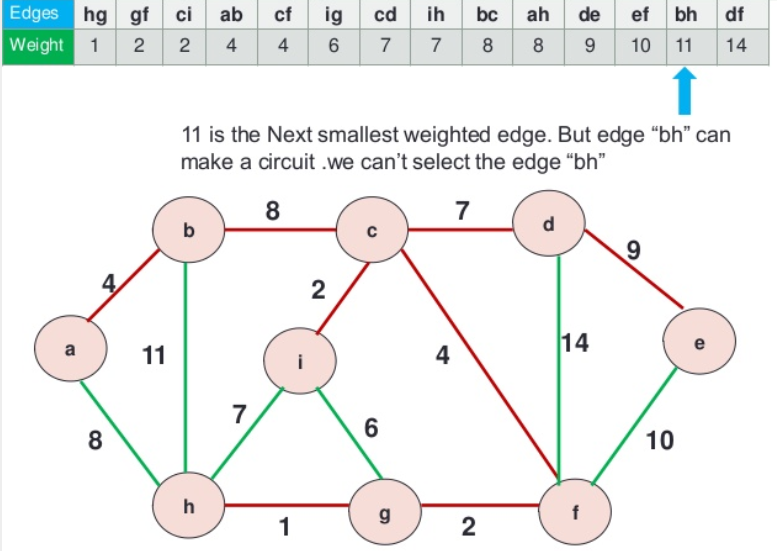 Edges hg gf ci ab cf ig cd ih bc ah de ef bh df
Weight 1 2 2 4 4 6 7 7 8 8 9 10 11 14
11 is the Next smallest weighted edge. But edge “bh” can
make a circuit .we can’t select the edge “bh”
8 7
b c d
9
4 2
11 14
a i 4 e
7 6
8 10
h g f
1 2